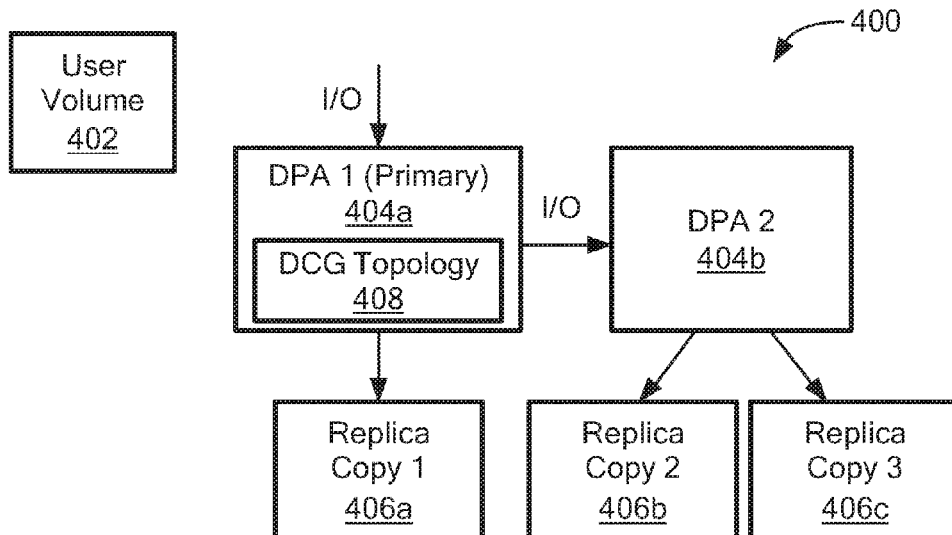 400
User
Volume
402
I/O
DPA 1 (Primary)
404a
DCG Topology
408
I/O
DPA 2
404b
Replica
Copy 1
406a
Replica
Copy 2
406b
Replica
Copy 3
406c